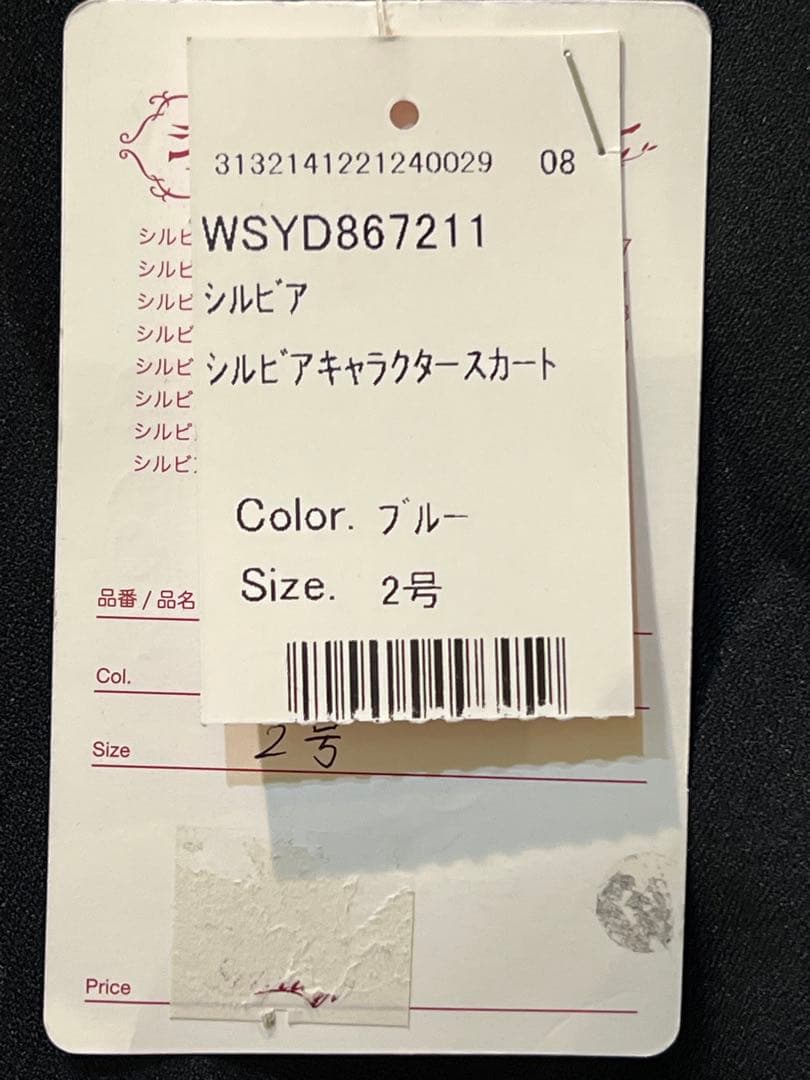 3132141221240029 08
WSYD867211
シルビア
シルビアキャラクタースカート
Color. ブルー
Size. 2号
シルビ
シルビ
シルビ
シルビ
シルビ
シルビ
シルビ
シルビ
品番 / 品名
Col.
Size 2号
Price